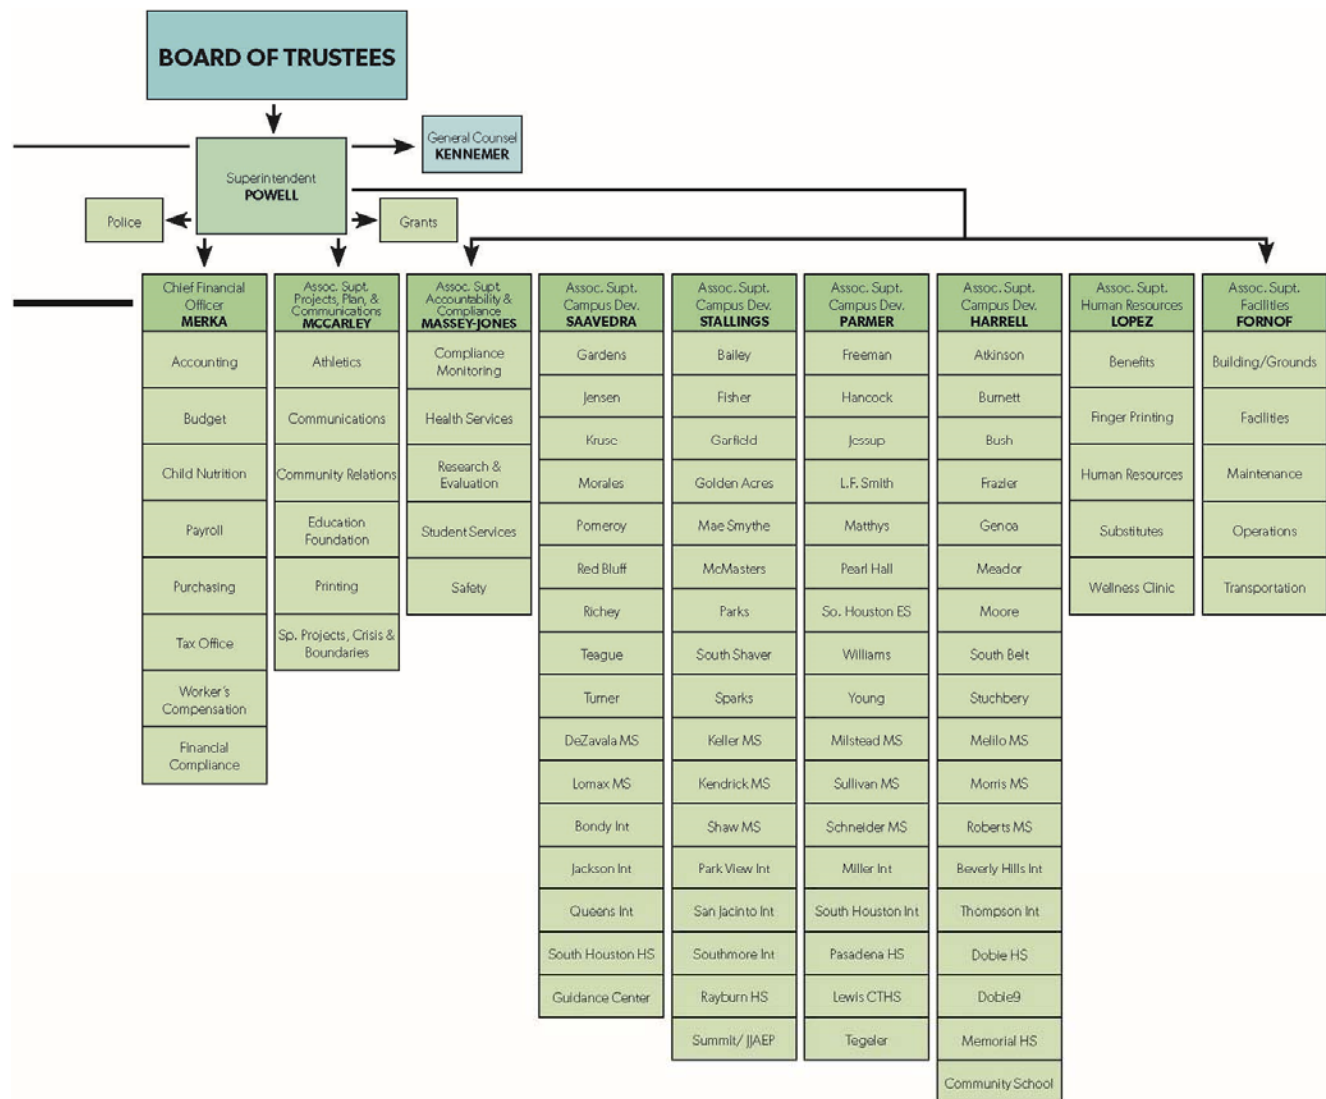 BOARD OF TRUSTEES
General Counsel
KENNEMER
Superintendent
POWELL
Police
Grants
Chief Financial
Officer
MERKA
Accounting
Budget
Child Nutrition
Payroll
Purchasing
Tax Office
Worker's
Compensation
Financial
Compliance
Assoc. Supt.
Projects, Plan, &
Communications
MCCARLEY
Athletics
Communications
Community Relations
Education
Foundation
Printing
Sp. Projects, Crisis &
Boundaries
Assoc. Supt
Accountability &
Compliance
MASSEY-JONES
Compliance
Monitoring
Health Services
Research &
Evaluation
Student Services
Safety
Assoc. Supt.
Campus Dev.
SAAVEDRA
Gardens
Jensen
Kruse
Morales
Pomeroy
Red Bluff
Richey
Teague
Turner
DeZavala MS
Lomax MS
Bondy Int
Jackson Int
Queens Int
South Houston HS
Guidance Center
Assoc. Supt.
Campus Dev.
STALLINGS
Bailey
Fisher
Garfield
Golden Acres
Mae Smythe
McMasters
Parks
South Shaver
Sparks
Keller MS
Kendrick MS
Shaw MS
Park View Int
San Jacinto Int
Southmore Int
Rayburn HS
Summit/ JJAEP
Assoc. Supt.
Campus Dev.
PARMER
Freeman
Hancock
Jessup
L.F. Smith
Matthys
Pearl Hall
So. Houston ES
Williams
Young
Milstead MS
Sullivan MS
Schneider MS
Miller Int
South Houston Int
Pasadena HS
Lewis CTHS
Tegeler
Assoc. Supt.
Campus Dev.
HARRELL
Atkinson
Burnett
Bush
Frazier
Genoa
Meador
Moore
South Belt
Stuchbery
Melilo MS
Morris MS
Roberts MS
Beverly Hills Int
Thompson Int
Dobie HS
Dobie9
Memorial HS
Community School
Assoc. Supt.
Human Resources
LOPEZ
Benefits
Finger Printing
Human Resources
Substitutes
Wellness Clinic
Assoc. Supt.
Facilities
FORNOF
Building/Grounds
Facilities
Maintenance
Operations
Transportation